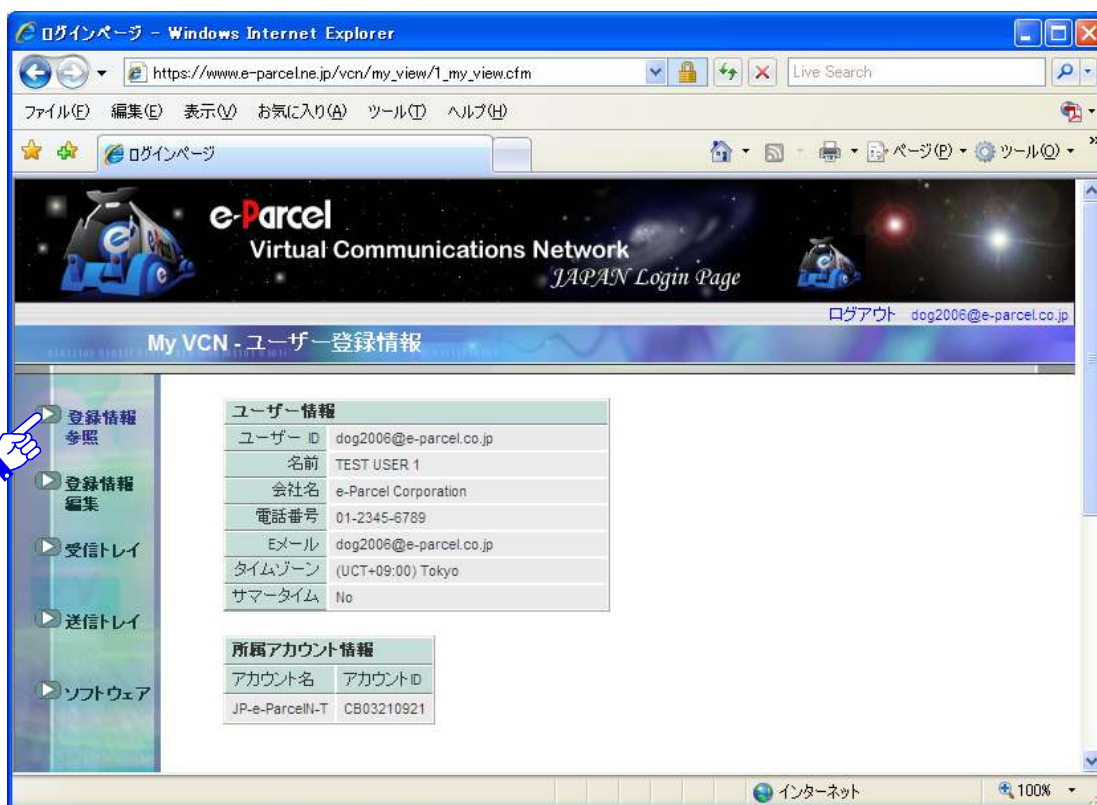 ログインページ - Windows Internet Explorer
https://www.e-parcel.ne.jp/vcn/my_view/1_my_view.cfm
Live Search
ファイル(F) 編集(E) 表示(V) お気に入り(A) ツール(T) ヘルプ(H)
ログインページ
ページ(P) ツール(O)
e-Parcel
Virtual Communications Network
JAPAN Login Page
ログアウト dog2006@e-parcel.co.jp
My VCN - ユーザー登録情報
登録情報
参照
登録情報
編集
受信トレイ
送信トレイ
ソフトウェア
ユーザー情報
ユーザー ID dog2006@e-parcel.co.jp
名前 TEST USER 1
会社名 e-Parcel Corporation
電話番号 01-2345-6789
Eメール dog2006@e-parcel.co.jp
タイムゾーン (UCT+09:00) Tokyo
サマータイム No
所属アカウント情報
アカウント名 アカウントID
JP-e-ParcelN-T CB03210921
インターネット 100%